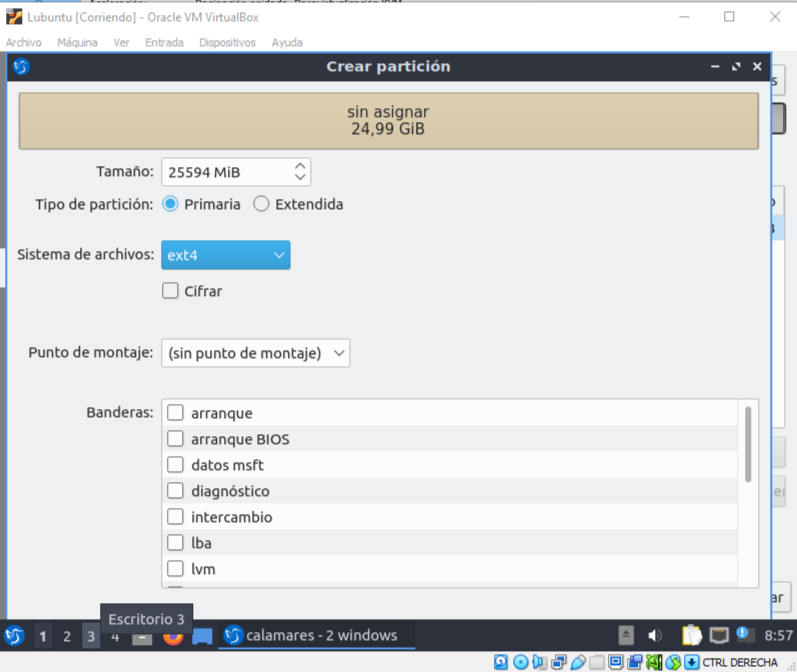 Lubuntu [Corriendo] - Oracle VM VirtualBox
Archivo Máquina Ver Entrada Dispositivos Ayuda
Crear partición
sin asignar
24,99 GiB
Tamaño: 25594 MiB
Tipo de partición: Primaria Extendida
Sistema de archivos: ext4
Cifrar
Punto de montaje: (sin punto de montaje)
Banderas: arranque
arranque BIOS
datos msft
diagnóstico
intercambio
lba
lvm
Escritorio 3
1 2 3 4 calamares - 2 windows 8:57
CTRL DERECHA